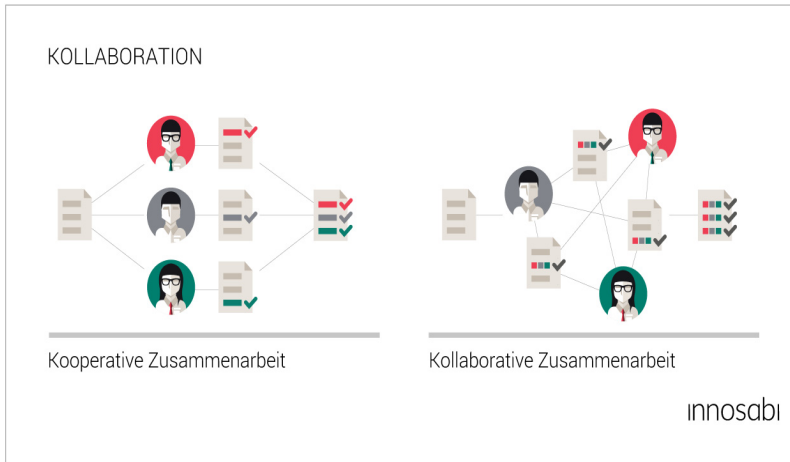 KOLLABORATION
Kooperative Zusammenarbeit
Kollaborative Zusammenarbeit
innosabi